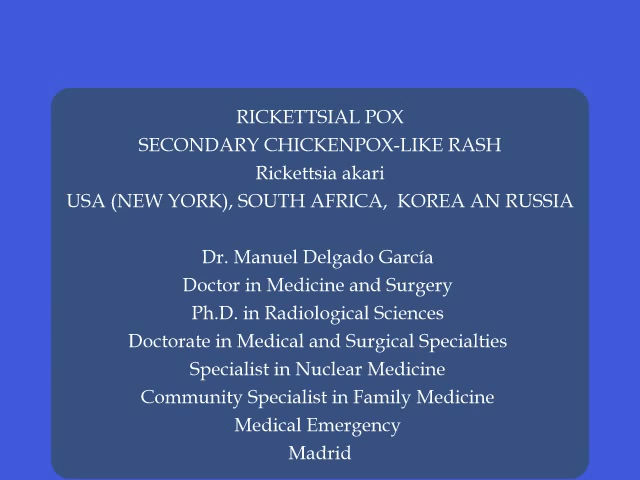 RICKETTSIAL POX
SECONDARY CHICKENPOX-LIKE RASH
Rickettsia akari
USA (NEW YORK), SOUTH AFRICA,  KOREA AN RUSSIA
Dr. Manuel Delgado García
Doctor in Medicine and Surgery
Ph.D. in Radiological Sciences
Doctorate in Medical and Surgical Specialties
Specialist in Nuclear Medicine
Community Specialist in Family Medicine
Medical Emergency
Madrid